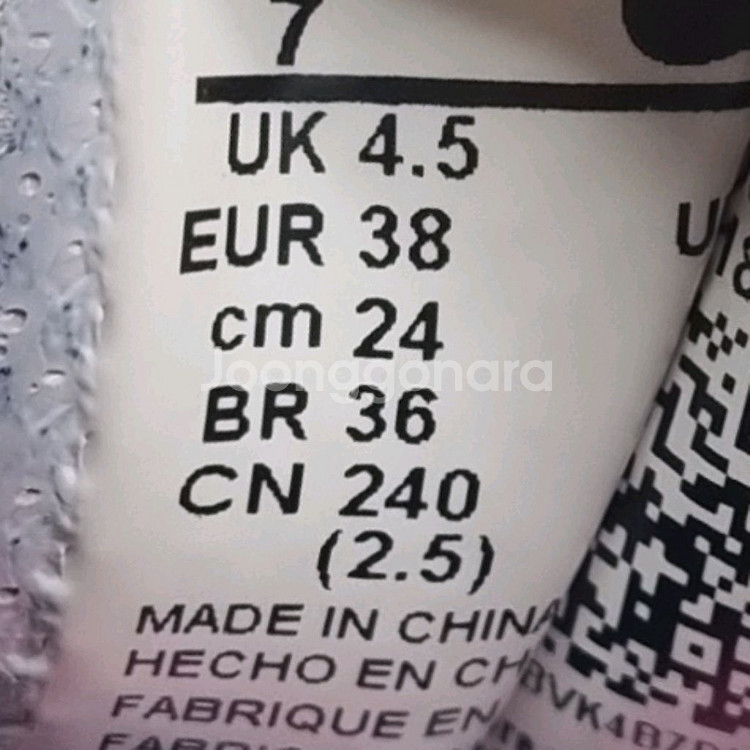 7
UK 4.5
EUR 38
cm 24
Joonggonara
BR 36
CN 240
(2.5)
MADE IN CHINA
HECHO EN
FABRIQUE EN